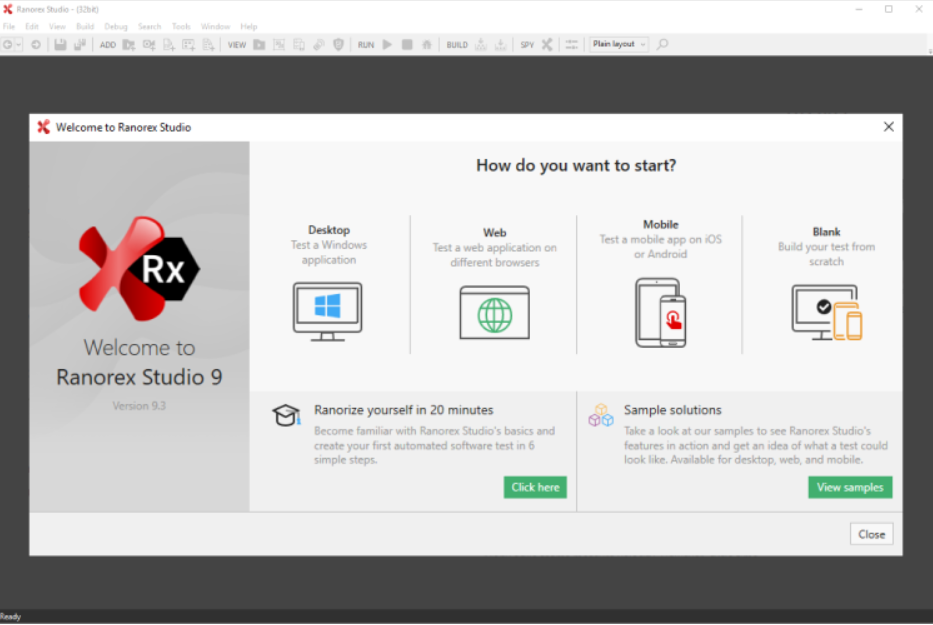 Ranorex Studio - (32bit)
File Edit View Build Debug Search Tools Window Help
ADD VIEW RUN BUILD SPY Plain layout
Welcome to Ranorex Studio
How do you want to start?
Desktop
Test a Windows
application
Web
Test a web application on
different browsers
Mobile
Test a mobile app on iOS
or Android
Blank
Build your test from
scratch
Rx
Welcome to
Ranorex Studio 9
Version 9.3
Ranorize yourself in 20 minutes
Become familiar with Ranorex Studio's basics and
create your first automated software test in 6
simple steps.
Click here
Sample solutions
Take a look at our samples to see Ranorex Studio's
features in action and get an idea of what a test could
look like. Available for desktop, web, and mobile.
View samples
Close
Ready